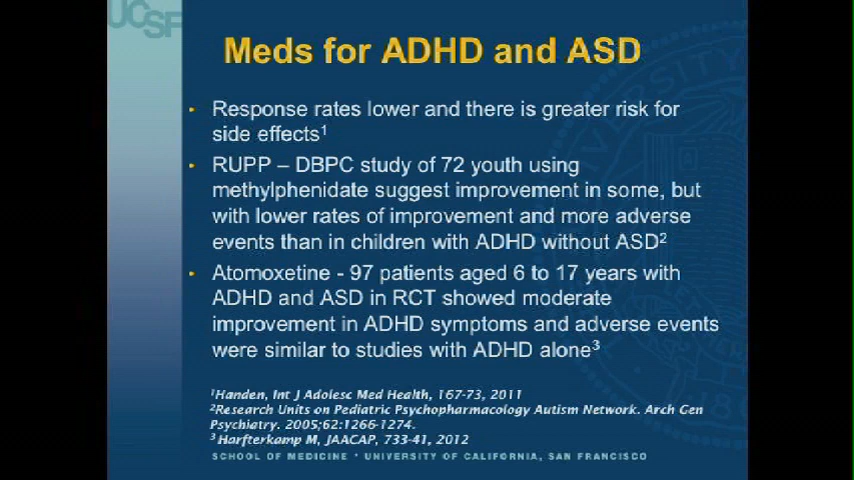 UCSF
Meds for ADHD and ASD
• Response rates lower and there is greater risk for
side effects1
• RUPP – DBPC study of 72 youth using
methylphenidate suggest improvement in some, but
with lower rates of improvement and more adverse
events than in children with ADHD without ASD2
• Atomoxetine - 97 patients aged 6 to 17 years with
ADHD and ASD in RCT showed moderate
improvement in ADHD symptoms and adverse events
were similar to studies with ADHD alone3
1Handen, Int J Adolesc Med Health, 167-73, 2011
2Research Units on Pediatric Psychopharmacology Autism Network. Arch Gen
Psychiatry. 2005;62:1266-1274.
3 Harfterkamp M, JAACAP, 733-41, 2012
SCHOOL OF MEDICINE * UNIVERSITY OF CALIFORNIA, SAN FRANCISCO